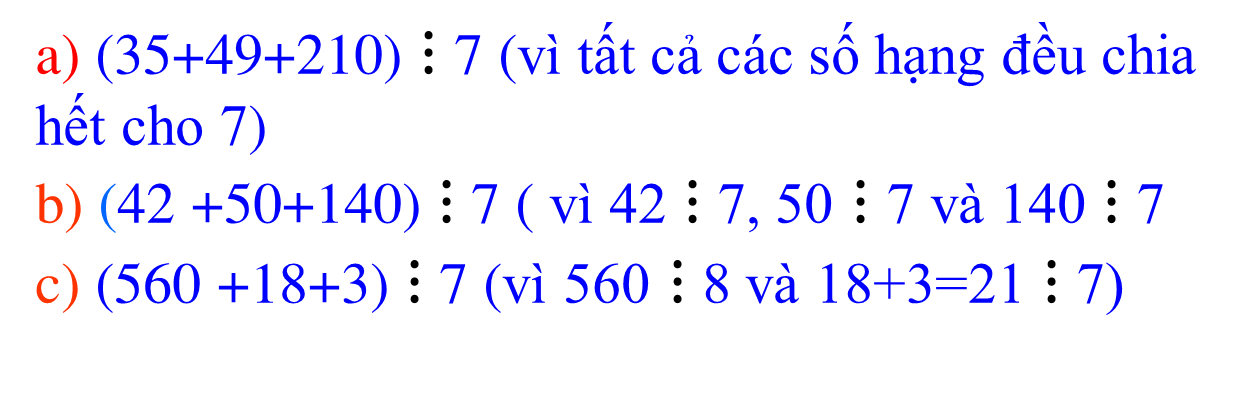 a) (35+49+210) ⋮ 7 (vì tất cả các số hạng đều chia
hết cho 7)
b) (42 +50+140) ⋮ 7 ( vì 42 ⋮ 7, 50 ⋮ 7 và 140 ⋮ 7
c) (560 +18+3) ⋮ 7 (vì 560 ⋮ 8 và 18+3=21 ⋮ 7)